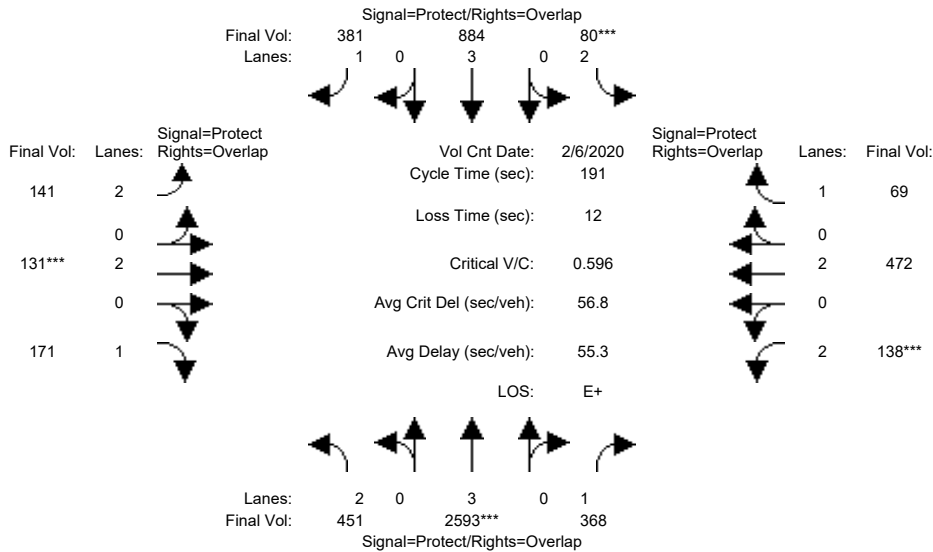 Signal=Protect/Rights=Overlap
Final Vol: 381 884 80***
Lanes: 1 0 3 0 2
Signal=Protect
Final Vol: Lanes: Rights=Overlap
Vol Cnt Date: 2/6/2020
Signal=Protect
Rights=Overlap Lanes: Final Vol:
Cycle Time (sec): 191
141 2
1 69
Loss Time (sec): 12
0
0
131*** 2
Critical V/C: 0.596
2 472
0
Avg Crit Del (sec/veh): 56.8
0
171 1
Avg Delay (sec/veh): 55.3
2 138***
LOS: E+
Lanes: 2 0 3 0 1
Final Vol: 451 2593*** 368
Signal=Protect/Rights=Overlap